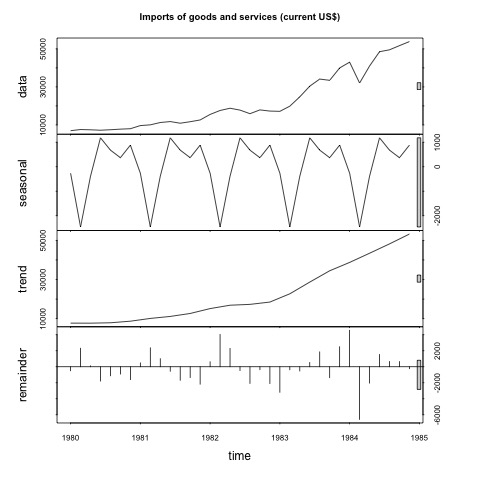 Imports of goods and services (current US$)
data
10000 30000 50000
seasonal
-2000 0 1000
trend
10000 30000 50000
remainder
-6000 -2000 2000
1980 1981 1982 1983 1984 1985
time